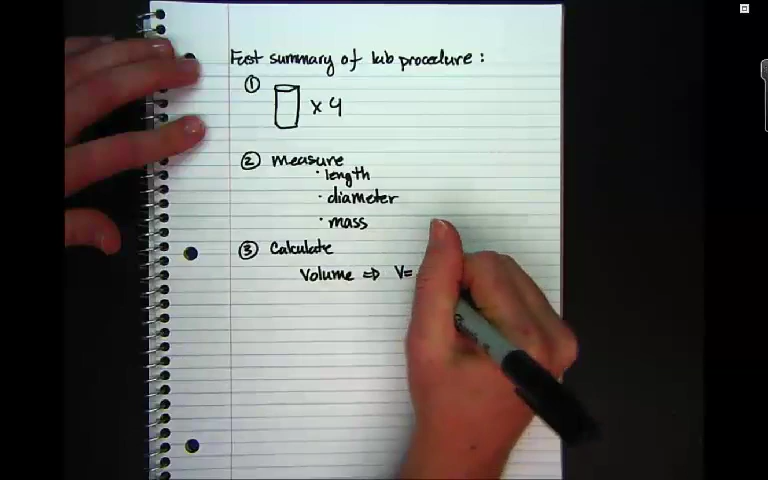 Fast summary of lab procedure :
①
x 4
② measure
· length
· diameter
· mass
③ Calculate
Volume ⇒ V=